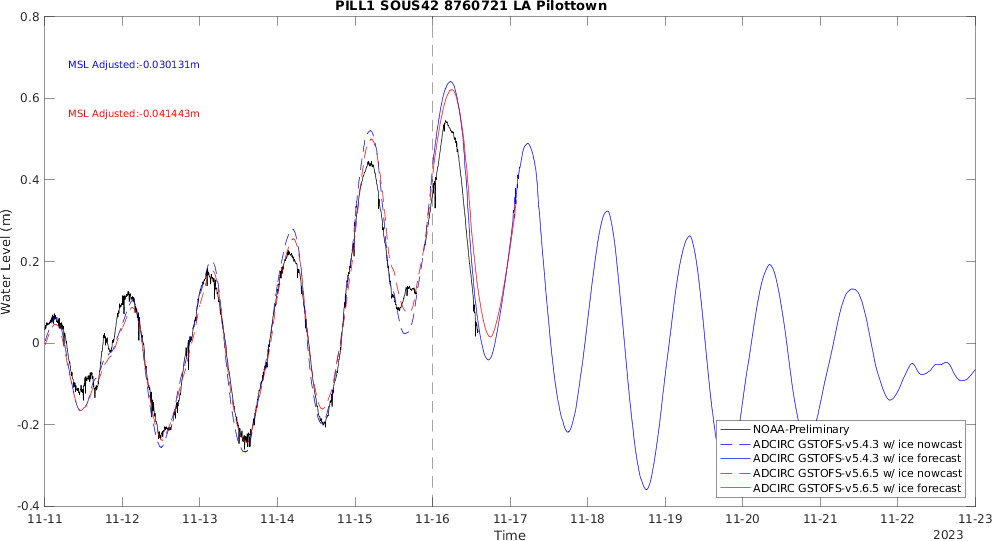 PILL1 SOUS42 8760721 LA Pilottown
MSL Adjusted:-0.030131m
MSL Adjusted:-0.041443m
Water Level (m)
0.8
0.6
0.4
0.2
0
-0.2
-0.4
NOAA-Preliminary
ADCIRC GSTOFS-v5.4.3 w/ ice nowcast
ADCIRC GSTOFS-v5.4.3 w/ ice forecast
ADCIRC GSTOFS-v5.6.5 w/ ice nowcast
ADCIRC GSTOFS-v5.6.5 w/ ice forecast
11-11 11-12 11-13 11-14 11-15 11-16 11-17 11-18 11-19 11-20 11-21 11-22 11-23
Time
2023